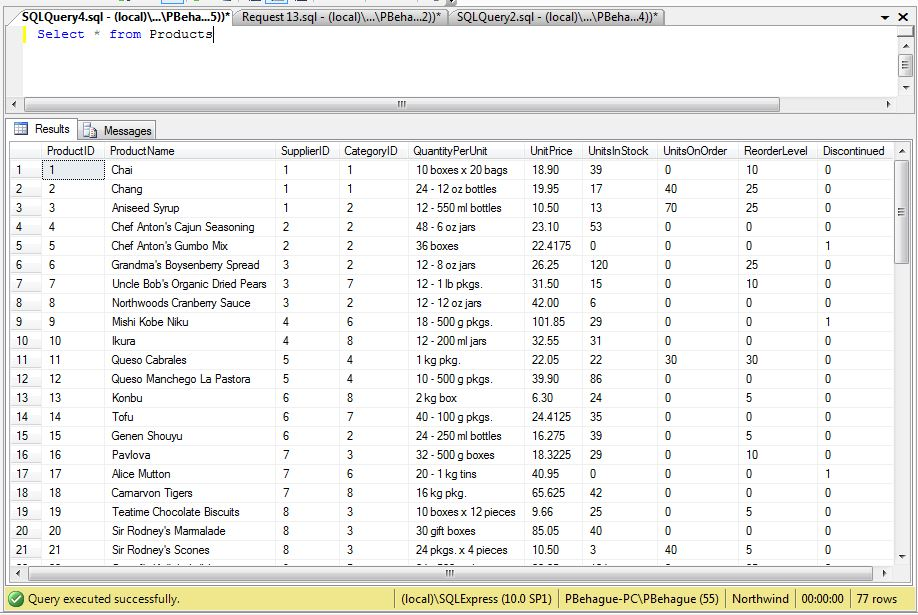 SQLQuery4.sql - (local)\...\PBeha...5))* Request 13.sql - (local)\...\PBeha...2))* SQLQuery2.sql - (local)\...\PBeha...4))*
Select * from Products
Results Messages
ProductID ProductName SupplierID CategoryID QuantityPerUnit UnitPrice UnitsInStock UnitsOnOrder ReorderLevel Discontinued
1 1 Chai 1 1 10 boxes x 20 bags 18.90 39 0 10 0
2 2 Chang 1 1 24 - 12 oz bottles 19.95 17 40 25 0
3 3 Aniseed Syrup 1 2 12 - 550 ml bottles 10.50 13 70 25 0
4 4 Chef Anton's Cajun Seasoning 2 2 48 - 6 oz jars 23.10 53 0 0 0
5 5 Chef Anton's Gumbo Mix 2 2 36 boxes 22.4175 0 0 0 1
6 6 Grandma's Boysenberry Spread 3 2 12 - 8 oz jars 26.25 120 0 25 0
7 7 Uncle Bob's Organic Dried Pears 3 7 12 - 1 lb pkgs. 31.50 15 0 10 0
8 8 Northwoods Cranberry Sauce 3 2 12 - 12 oz jars 42.00 6 0 0 0
9 9 Mishi Kobe Niku 4 6 18 - 500 g pkgs. 101.85 29 0 0 1
10 10 Ikura 4 8 12 - 200 ml jars 32.55 31 0 0 0
11 11 Queso Cabrales 5 4 1 kg pkg. 22.05 22 30 30 0
12 12 Queso Manchego La Pastora 5 4 10 - 500 g pkgs. 39.90 86 0 0 0
13 13 Konbu 6 8 2 kg box 6.30 24 0 5 0
14 14 Tofu 6 7 40 - 100 g pkgs. 24.4125 35 0 0 0
15 15 Genen Shouyu 6 2 24 - 250 ml bottles 16.275 39 0 5 0
16 16 Pavlova 7 3 32 - 500 g boxes 18.3225 29 0 10 0
17 17 Alice Mutton 7 6 20 - 1 kg tins 40.95 0 0 0 1
18 18 Carnarvon Tigers 7 8 16 kg pkg. 65.625 42 0 0 0
19 19 Teatime Chocolate Biscuits 8 3 10 boxes x 12 pieces 9.66 25 0 5 0
20 20 Sir Rodney's Marmalade 8 3 30 gift boxes 85.05 40 0 0 0
21 21 Sir Rodney's Scones 8 3 24 pkgs. x 4 pieces 10.50 3 40 5 0
Query executed successfully. (local)\SQLExpress (10.0 SP1) PBehague-PC\PBehague (55) Northwind 00:00:00 77 rows